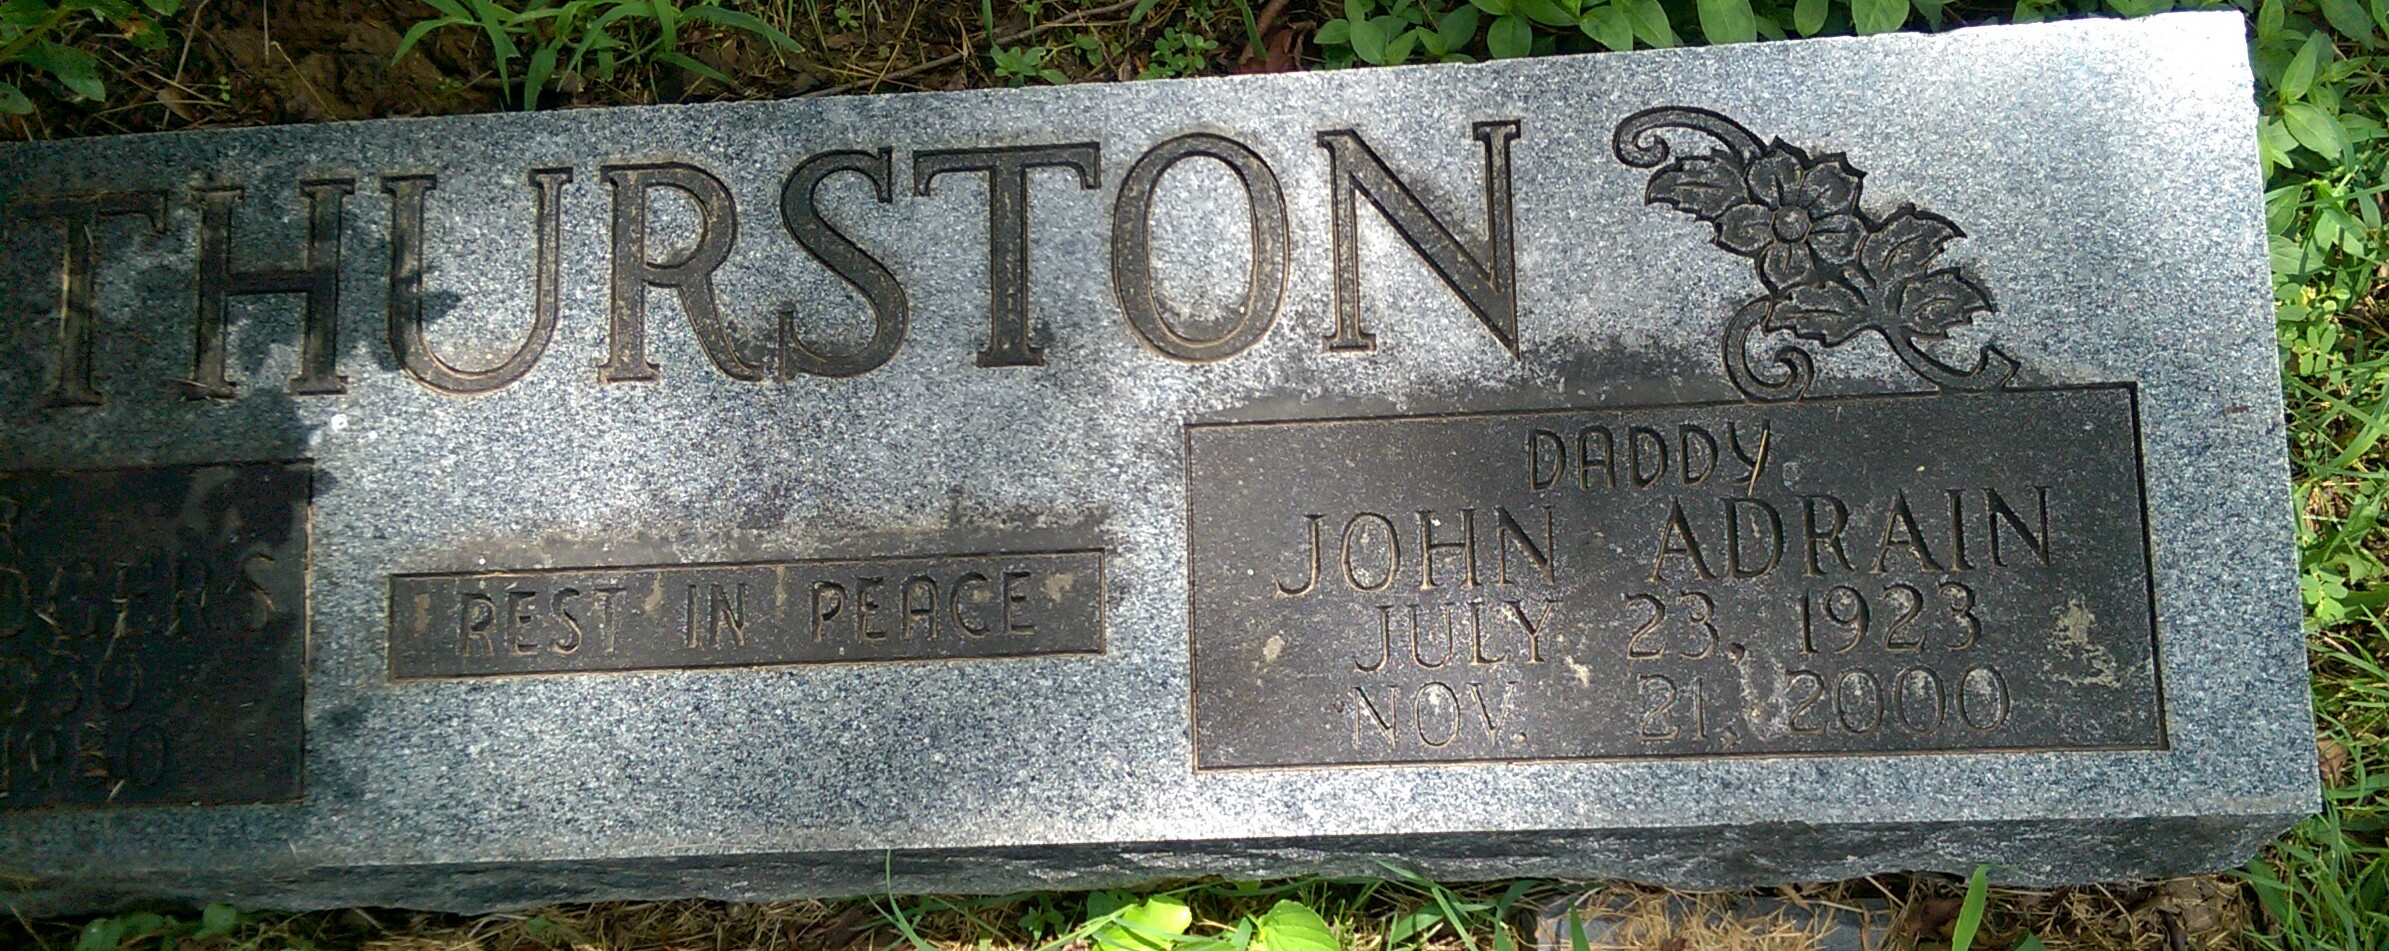 THURSTON
REST IN PEACE
DADDY
JOHN ADRAIN
JULY 23, 1923
NOV. 21, 2000